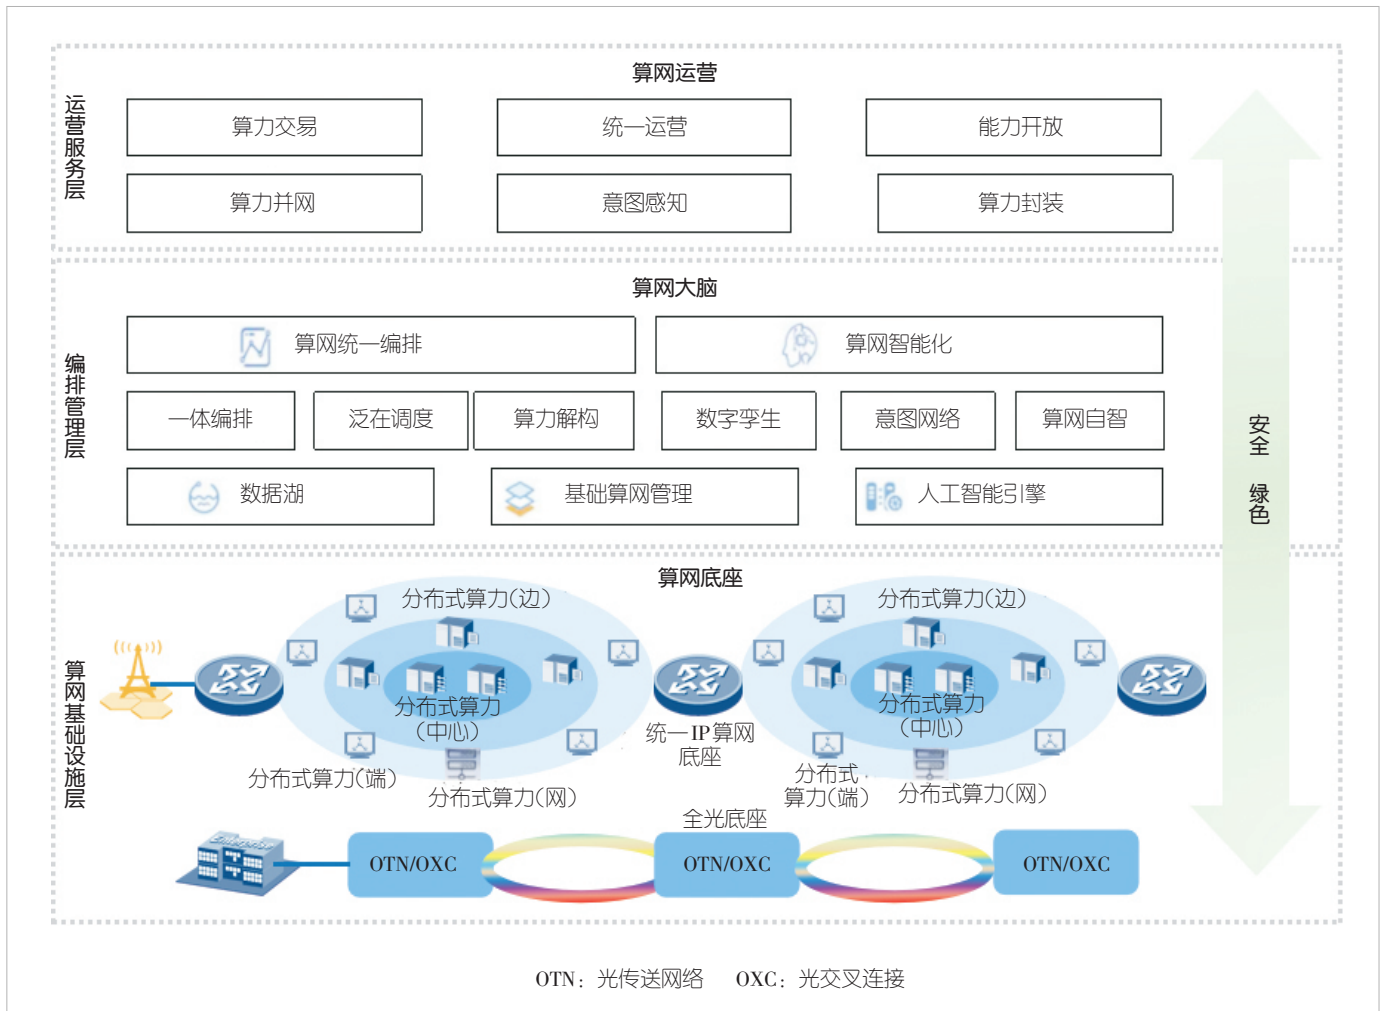 算网运营
运营服务层
算力交易
统一运营
能力开放
算力并网
意图感知
算力封装
算网大脑
编排管理层
算网统一编排
算网智能化
一体编排
泛在调度
算力解构
数字孪生
意图网络
算网自智
数据湖
基础算网管理
人工智能引擎
安全 绿色
算网底座
算网基础设施层
分布式算力(边)
分布式算力(边)
分布式算力
(中心)
分布式算力
(中心)
统一IP算网
底座
分布式算力(端)
分布式算力(网)
分布式
算力(端)
分布式算力(网)
全光底座
Enterprise
OTN/OXC
OTN/OXC
OTN/OXC
OTN：光传送网络 OXC：光交叉连接